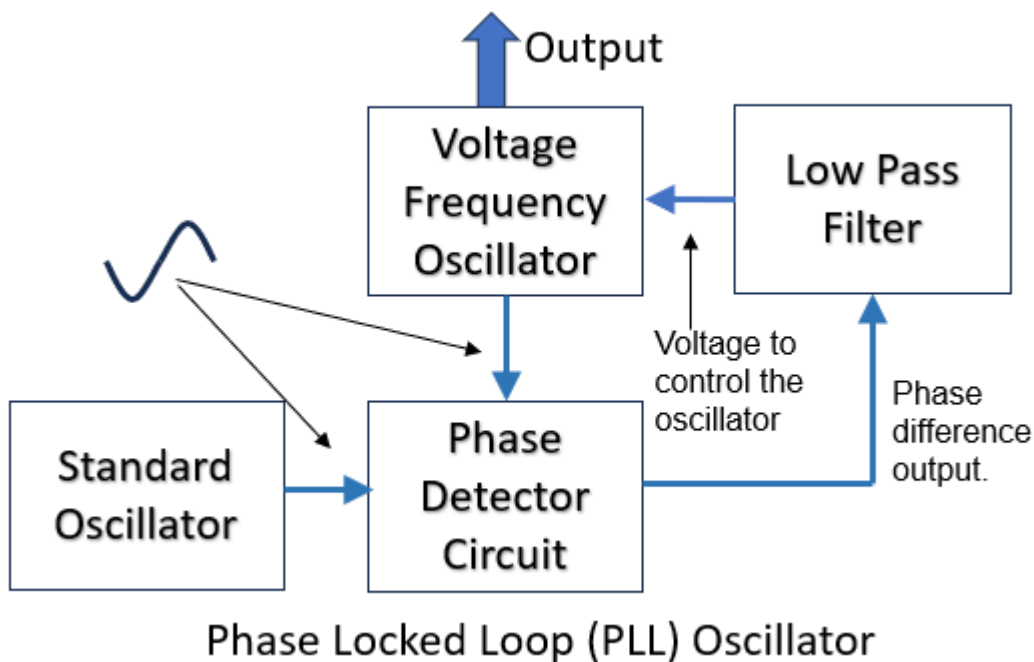 Output
Voltage
Frequency
Oscillator
Low Pass
Filter
Voltage to
control the
oscillator
Phase
difference
output.
Standard
Oscillator
Phase
Detector
Circuit
Phase Locked Loop (PLL) Oscillator